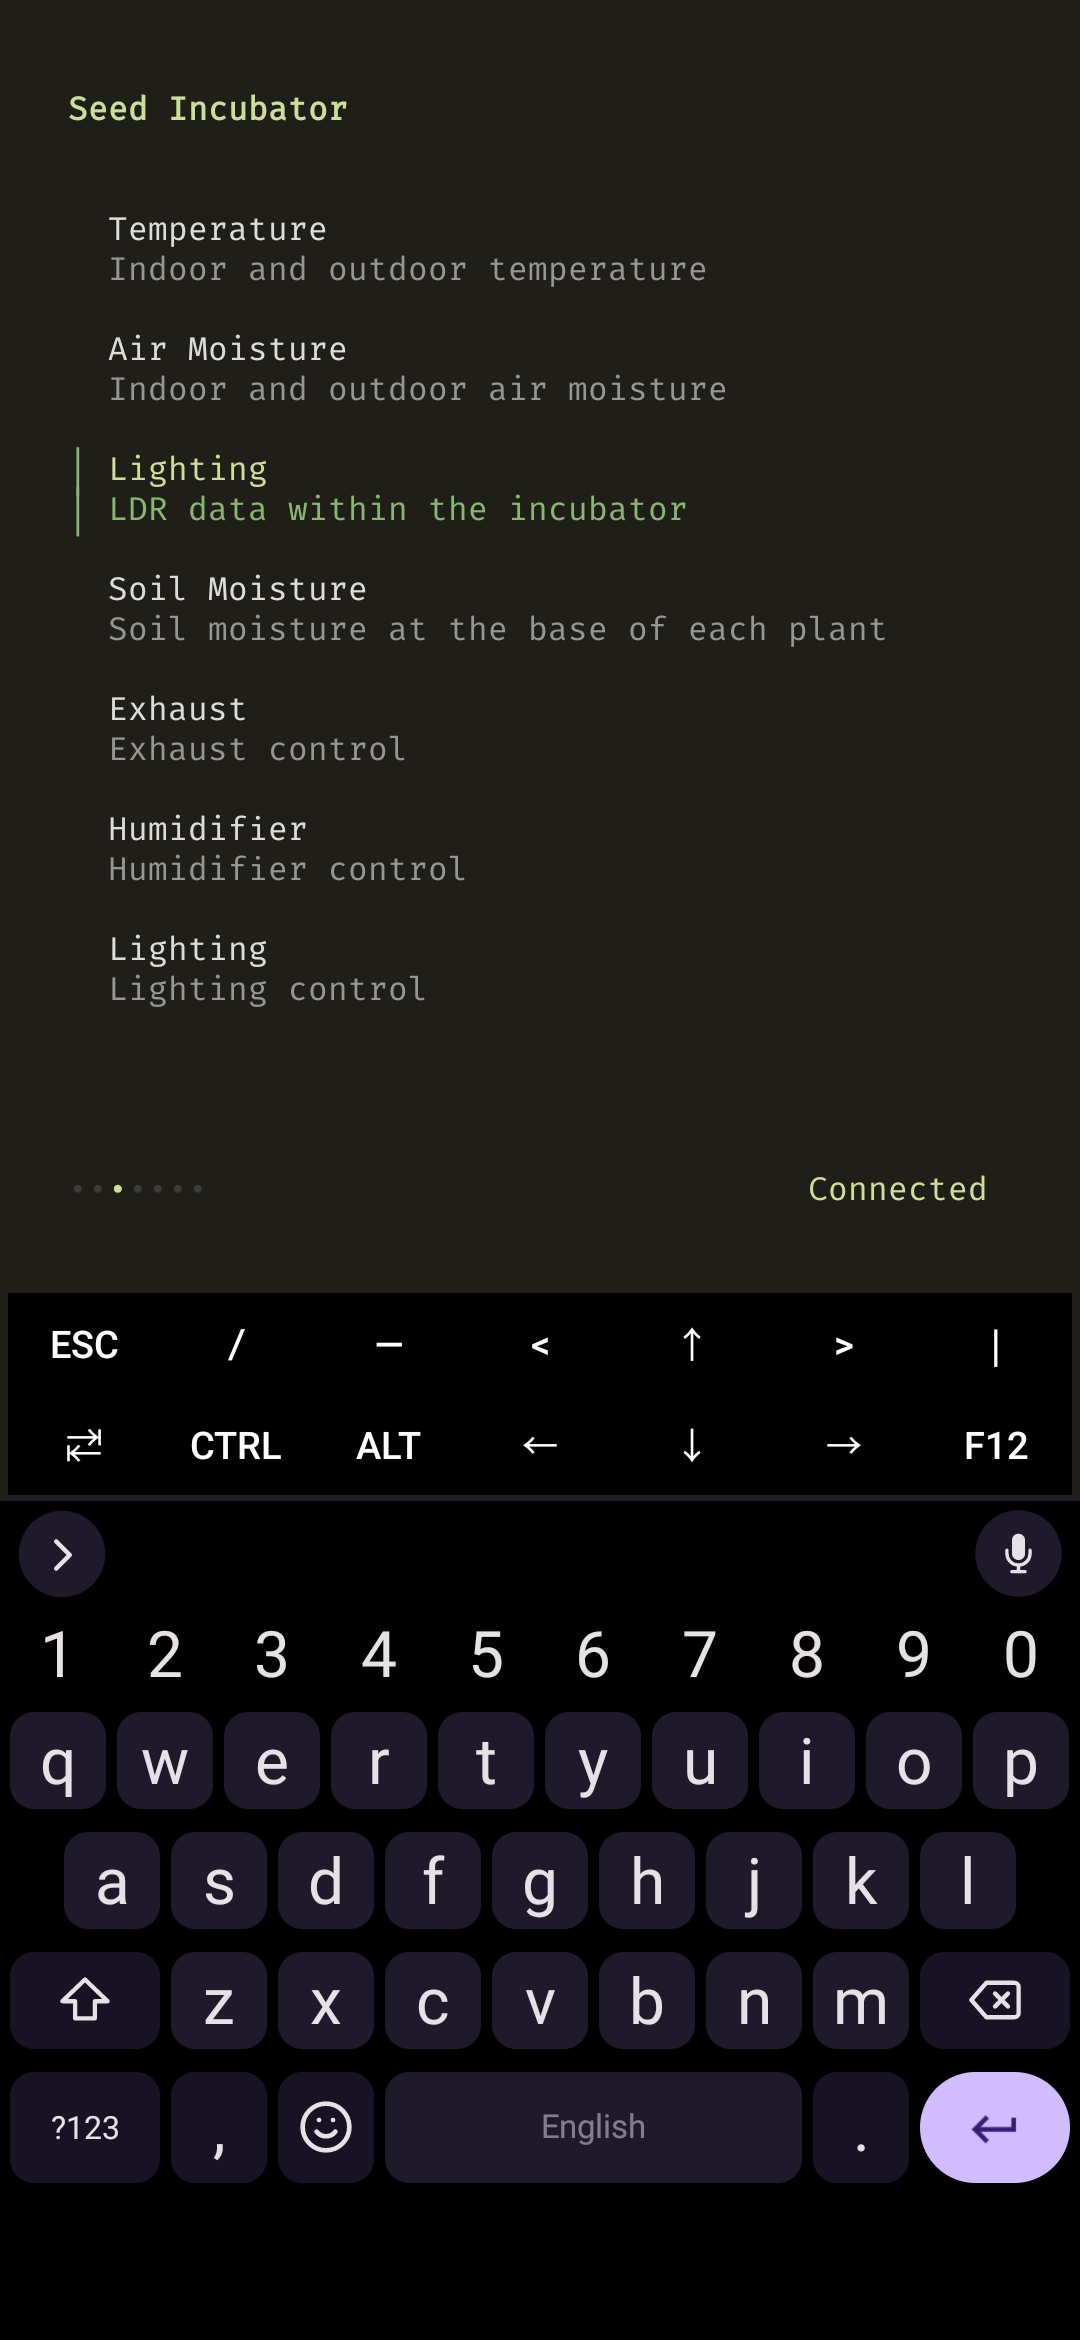 Seed Incubator
Temperature
Indoor and outdoor temperature
Air Moisture
Indoor and outdoor air moisture
Lighting
LDR data within the incubator
Soil Moisture
Soil moisture at the base of each plant
Exhaust
Exhaust control
Humidifier
Humidifier control
Lighting
Lighting control
Connected
ESC / — < ↑ > |
⇄ CTRL ALT ← ↓ → F12
1 2 3 4 5 6 7 8 9 0
q w e r t y u i o p
a s d f g h j k l
z x c v b n m
?123 , English .